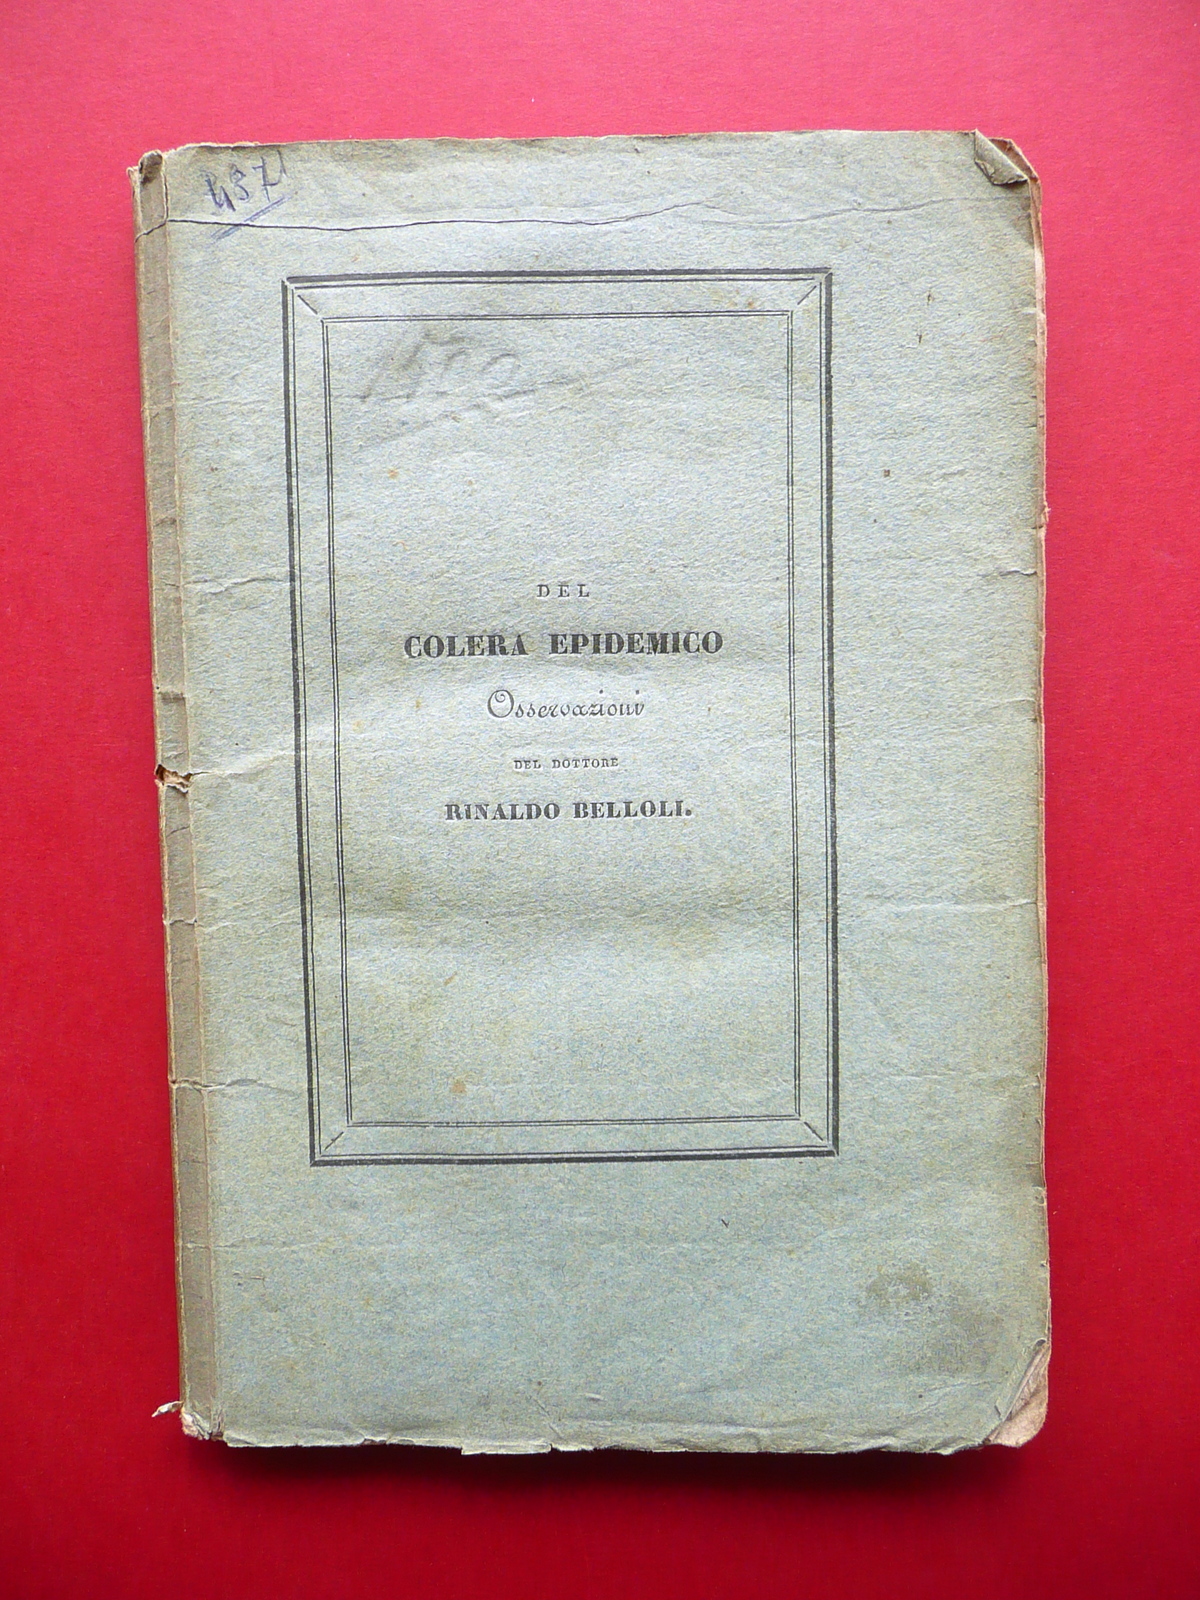 437
DEL
COLERA EPIDEMICO
Osservazioni
DEL DOTTORE
RINALDO BELLOLI.